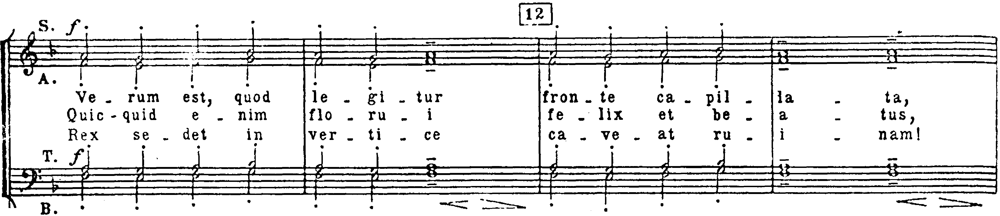 12
S. f
A.
Ve - rum est, quod le - gi - tur fron - te ca - pil - la - ta,
Quic - quid e - nim flo - ru - i fe - lix et be - a - tus,
Rex se - det in ver - ti - ce ca - ve - at ru - i - nam!
T. f
B.